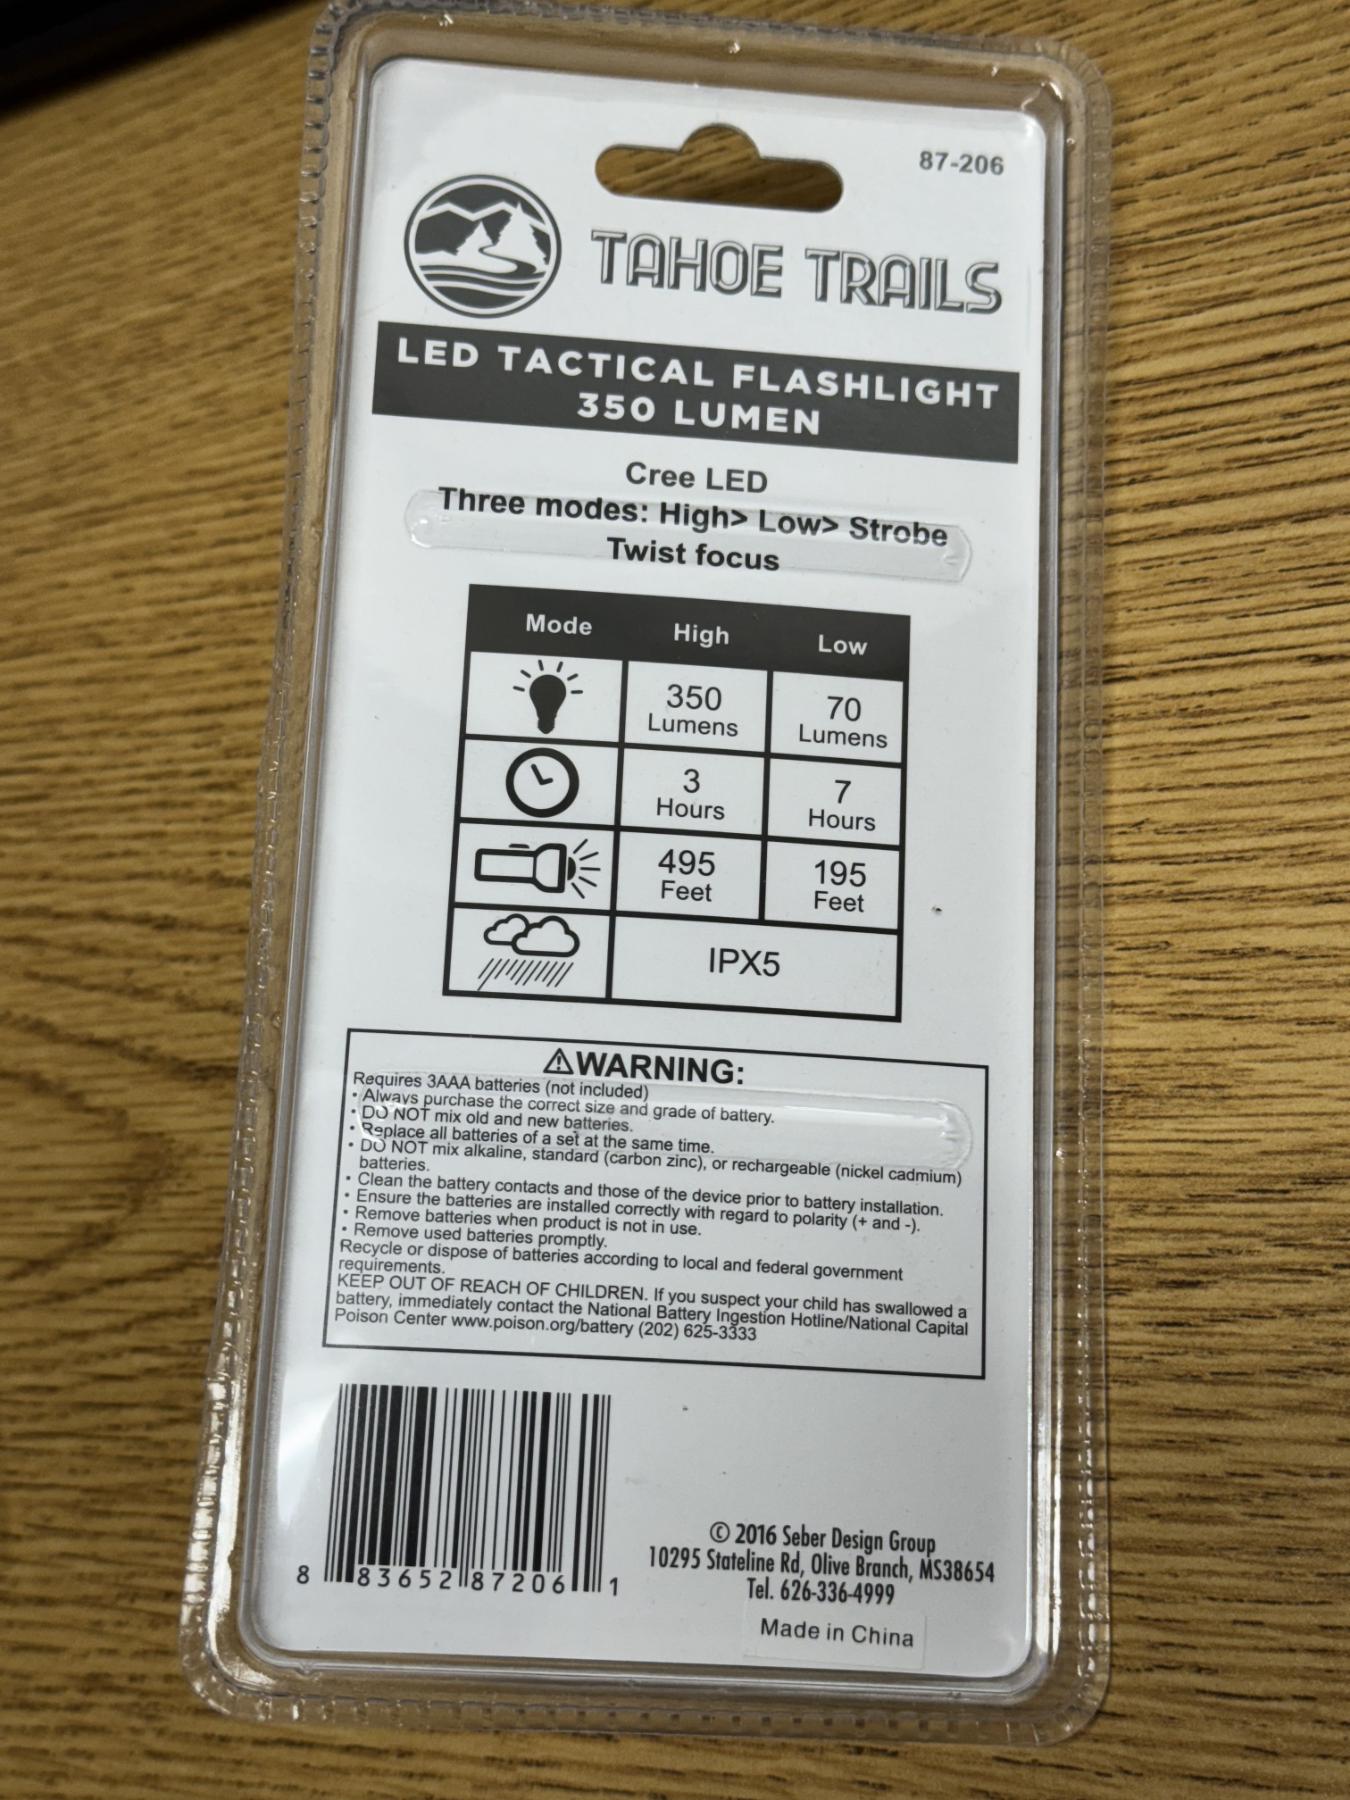 87-206
TAHOE TRAILS
LED TACTICAL FLASHLIGHT
350 LUMEN
Cree LED
Three modes: High> Low> Strobe
Twist focus
Mode High Low
350 Lumens 70 Lumens
3 Hours 7 Hours
495 Feet 195 Feet
IPX5
⚠WARNING:
Requires 3AAA batteries (not included)
• Always purchase the correct size and grade of battery.
• DO NOT mix old and new batteries.
• Replace all batteries of a set at the same time.
• DO NOT mix alkaline, standard (carbon zinc), or rechargeable (nickel cadmium)
batteries.
• Clean the battery contacts and those of the device prior to battery installation.
• Ensure the batteries are installed correctly with regard to polarity (+ and -).
• Remove batteries when product is not in use.
• Remove used batteries promptly.
Recycle or dispose of batteries according to local and federal government
requirements.
KEEP OUT OF REACH OF CHILDREN. If you suspect your child has swallowed a
battery, immediately contact the National Battery Ingestion Hotline/National Capital
Poison Center www.poison.org/battery (202) 625-3333
8 83652 87206 1
© 2016 Seber Design Group
10295 Stateline Rd, Olive Branch, MS38654
Tel. 626-336-4999
Made in China